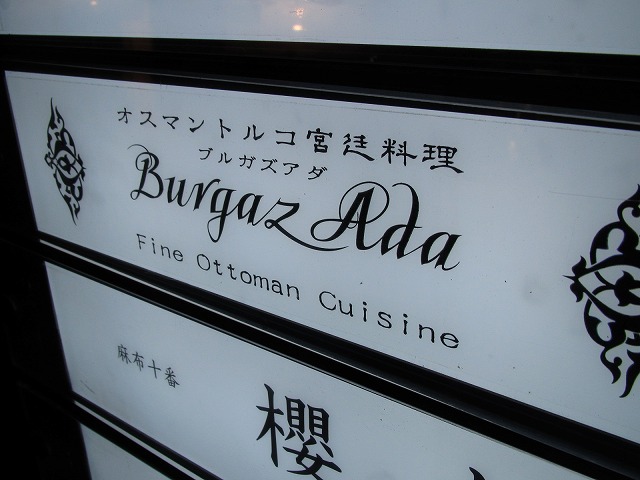 オスマントルコ宮廷料理
ブルガズアダ
Burgaz Ada
Fine Ottoman Cuisine
麻布十番
櫻